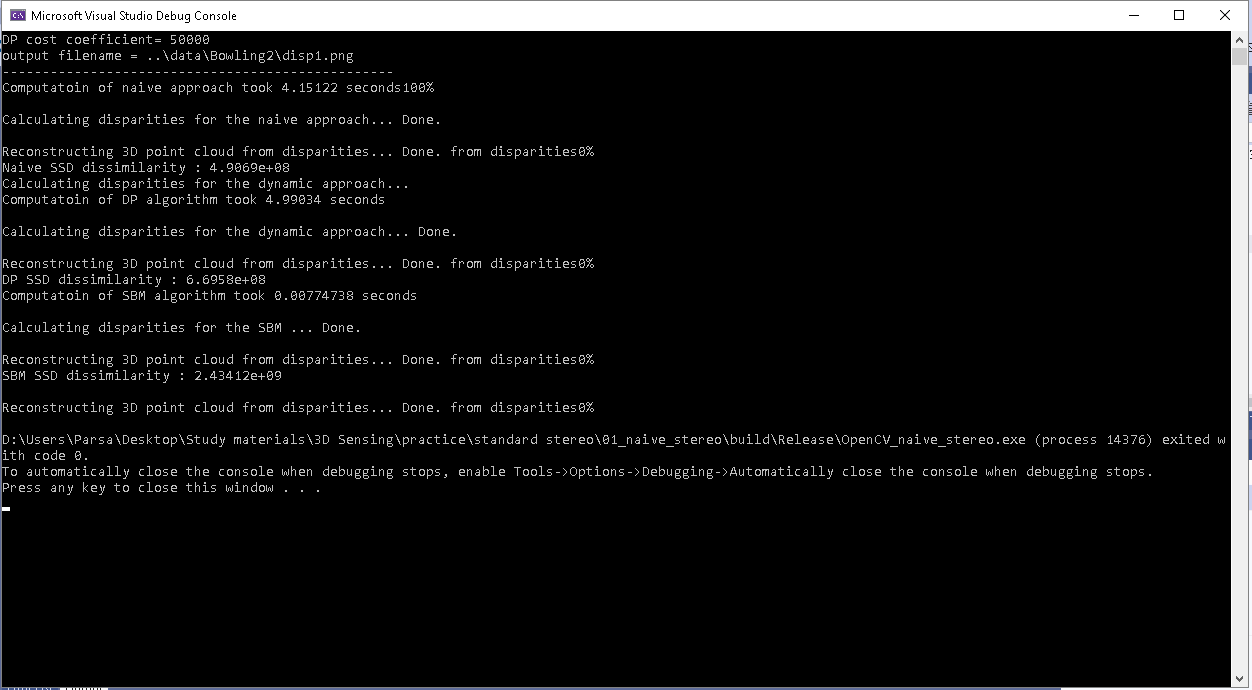 Microsoft Visual Studio Debug Console
DP cost coefficient= 50000
output filename = ..\data\Bowling2\disp1.png
-------------------------------------------------
Computatoin of naive approach took 4.15122 seconds100%
Calculating disparities for the naive approach... Done.
Reconstructing 3D point cloud from disparities... Done. from disparities0%
Naive SSD dissimilarity : 4.9069e+08
Calculating disparities for the dynamic approach...
Computatoin of DP algorithm took 4.99034 seconds
Calculating disparities for the dynamic approach... Done.
Reconstructing 3D point cloud from disparities... Done. from disparities0%
DP SSD dissimilarity : 6.6958e+08
Computatoin of SBM algorithm took 0.00774738 seconds
Calculating disparities for the SBM ... Done.
Reconstructing 3D point cloud from disparities... Done. from disparities0%
SBM SSD dissimilarity : 2.43412e+09
Reconstructing 3D point cloud from disparities... Done. from disparities0%
D:\Users\Parsa\Desktop\Study materials\3D Sensing\practice\standard stereo\01_naive_stereo\build\Release\OpenCV_naive_stereo.exe (process 14376) exited w
ith code 0.
To automatically close the console when debugging stops, enable Tools->Options->Debugging->Automatically close the console when debugging stops.
Press any key to close this window . . .